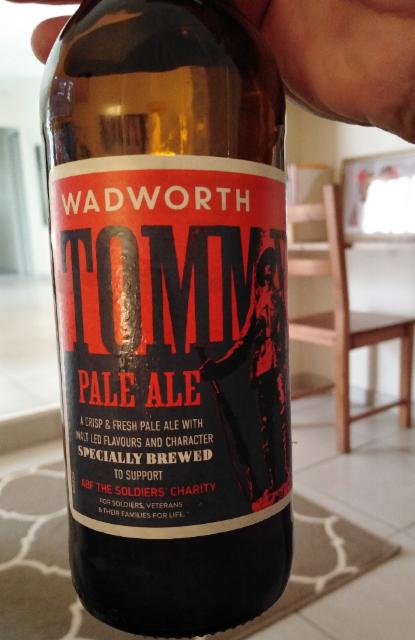 WADWORTH
TOMM
PALE ALE
A CRISP & FRESH PALE ALE WITH
MALT LED FLAVOURS AND CHARACTER
SPECIALLY BREWED
TO SUPPORT
ABF THE SOLDIERS' CHARITY
FOR SOLDIERS, VETERANS
& THEIR FAMILIES FOR LIFE.